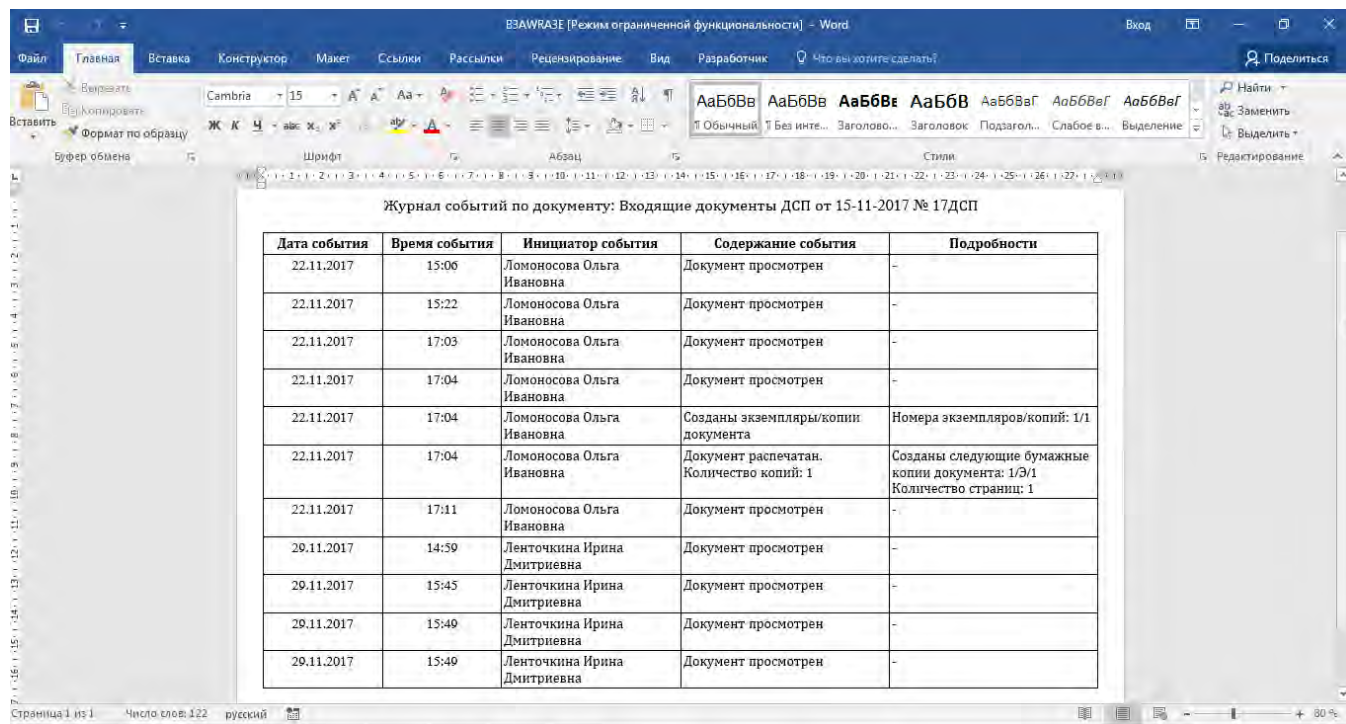 B3AWRA3E [Режим ограниченной функциональности] - Word
Вход
Файл Главная Вставка Конструктор Макет Ссылки Рассылки Рецензирование Вид Разработчик Что вы хотите сделать? Поделиться
Вставить
Вырезать
Копировать
Формат по образцу
Буфер обмена
Cambria 15
Ж К Ч abc x₂ x²
Шрифт
Абзац
АаБбВв АаБбВв АаБбВв АаБбВ АаБбВвГ АаБбВвГ АаБбВвГ
¶ Обычный ¶ Без инте... Заголово... Заголовок Подзагол... Слабое в... Выделение
Стили
Найти
Заменить
Выделить
Редактирование
Журнал событий по документу: Входящие документы ДСП от 15-11-2017 № 17ДСП
Дата события Время события Инициатор события Содержание события Подробности
22.11.2017 15:06 Ломоносова Ольга Документ просмотрен -
Ивановна
22.11.2017 15:22 Ломоносова Ольга Документ просмотрен -
Ивановна
22.11.2017 17:03 Ломоносова Ольга Документ просмотрен -
Ивановна
22.11.2017 17:04 Ломоносова Ольга Документ просмотрен -
Ивановна
22.11.2017 17:04 Ломоносова Ольга Созданы экземпляры/копии Номера экземпляров/копий: 1/1
Ивановна документа
22.11.2017 17:04 Ломоносова Ольга Документ распечатан. Созданы следующие бумажные
Ивановна Количество копий: 1 копии документа: 1/Э/1
Количество страниц: 1
22.11.2017 17:11 Ломоносова Ольга Документ просмотрен -
Ивановна
29.11.2017 14:59 Ленточкина Ирина Документ просмотрен -
Дмитриевна
29.11.2017 15:45 Ленточкина Ирина Документ просмотрен -
Дмитриевна
29.11.2017 15:49 Ленточкина Ирина Документ просмотрен -
Дмитриевна
29.11.2017 15:49 Ленточкина Ирина Документ просмотрен -
Дмитриевна
Страница 1 из 1 Число слов: 122 русский
80 %